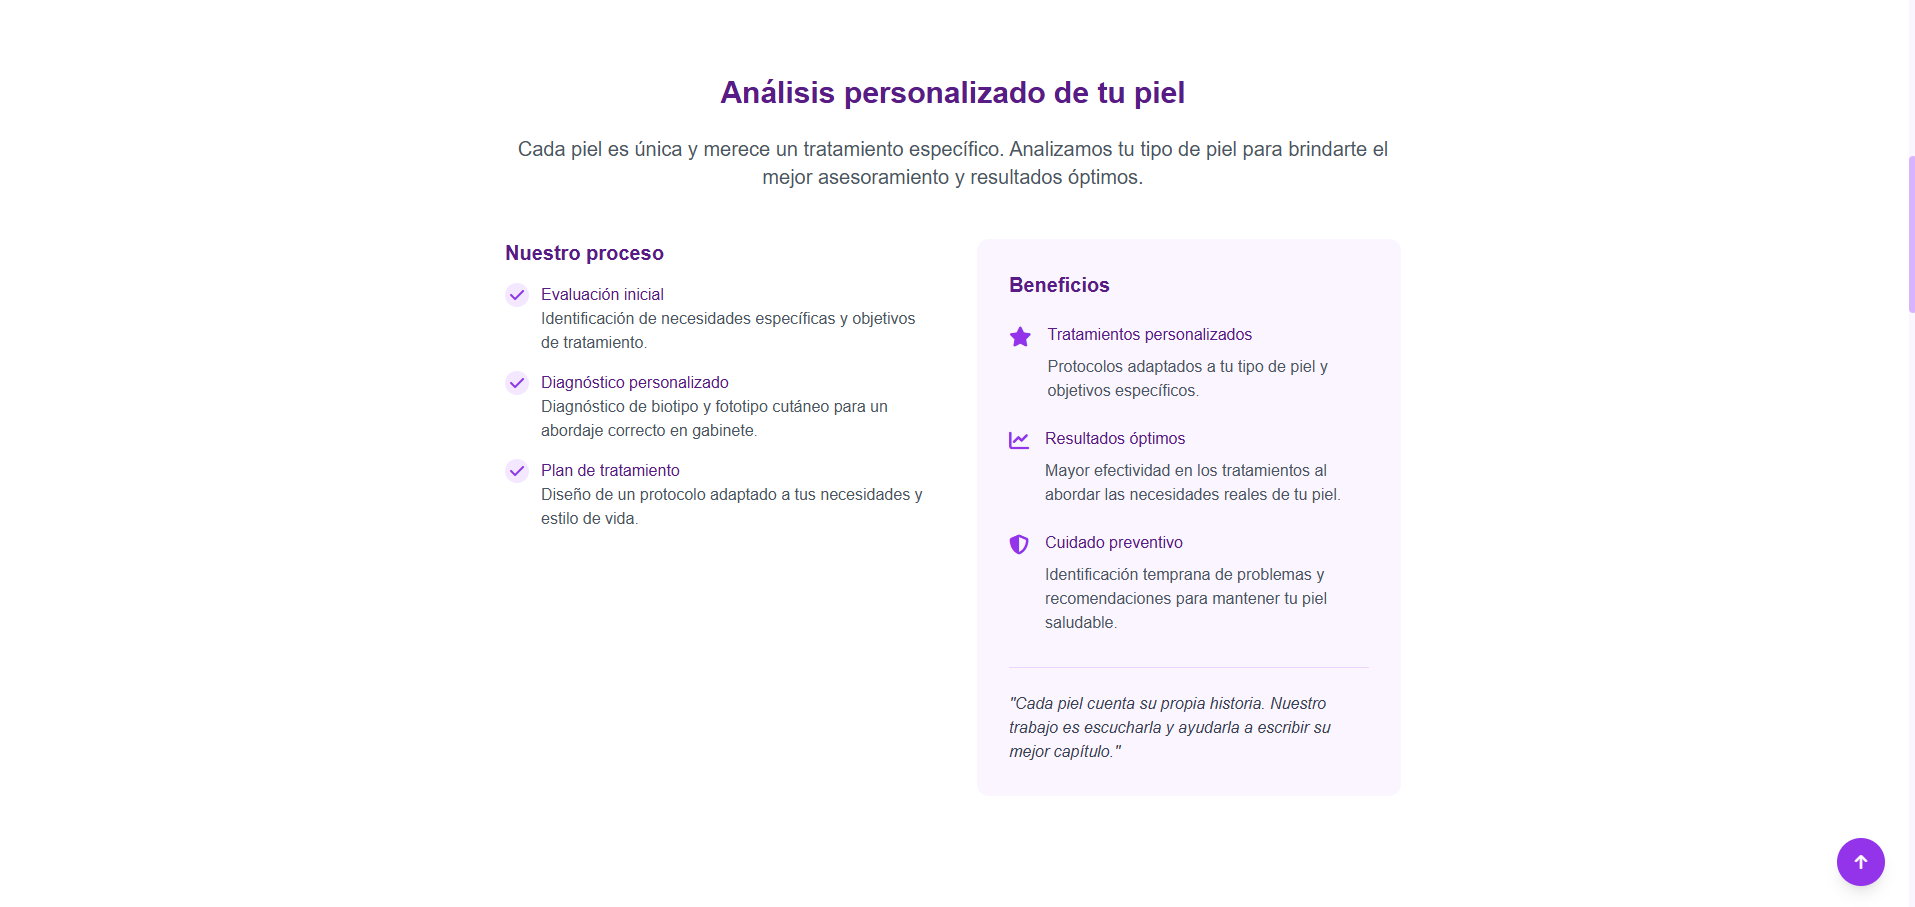 Análisis personalizado de tu piel
Cada piel es única y merece un tratamiento específico. Analizamos tu tipo de piel para brindarte el
mejor asesoramiento y resultados óptimos.
Nuestro proceso
Evaluación inicial
Identificación de necesidades específicas y objetivos
de tratamiento.
Diagnóstico personalizado
Diagnóstico de biotipo y fototipo cutáneo para un
abordaje correcto en gabinete.
Plan de tratamiento
Diseño de un protocolo adaptado a tus necesidades y
estilo de vida.
Beneficios
Tratamientos personalizados
Protocolos adaptados a tu tipo de piel y
objetivos específicos.
Resultados óptimos
Mayor efectividad en los tratamientos al
abordar las necesidades reales de tu piel.
Cuidado preventivo
Identificación temprana de problemas y
recomendaciones para mantener tu piel
saludable.
"Cada piel cuenta su propia historia. Nuestro
trabajo es escucharla y ayudarla a escribir su
mejor capítulo."